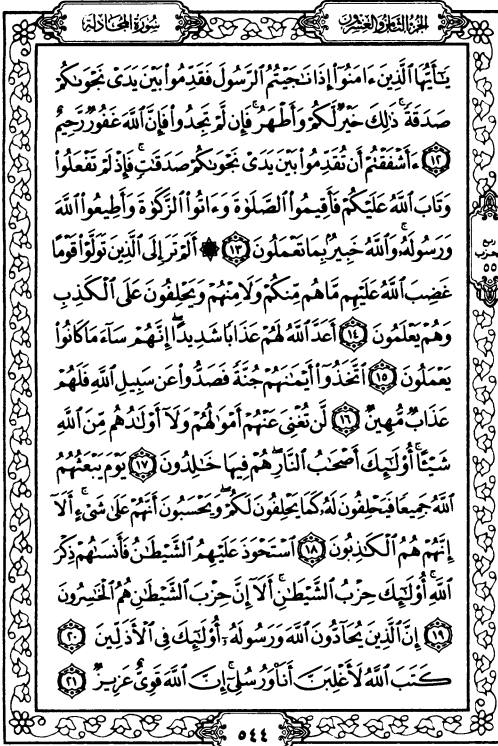 الجزء الثامن والعشرون
سورة المجادلة
يَٰٓأَيُّهَا ٱلَّذِينَ ءَامَنُوٓا۟ إِذَا نَٰجَيْتُمُ ٱلرَّسُولَ فَقَدِّمُوا۟ بَيْنَ يَدَىْ نَجْوَىٰكُمْ
صَدَقَةً ۚ ذَٰلِكَ خَيْرٌ لَّكُمْ وَأَطْهَرُ ۚ فَإِن لَّمْ تَجِدُوا۟ فَإِنَّ ٱللَّهَ غَفُورٌ رَّحِيمٌ
١٢ ءَأَشْفَقْتُمْ أَن تُقَدِّمُوا۟ بَيْنَ يَدَىْ نَجْوَىٰكُمْ صَدَقَٰتٍ ۚ فَإِذْ لَمْ تَفْعَلُوا۟
وَتَابَ ٱللَّهُ عَلَيْكُمْ فَأَقِيمُوا۟ ٱلصَّلَوٰةَ وَءَاتُوا۟ ٱلزَّكَوٰةَ وَأَطِيعُوا۟ ٱللَّهَ
وَرَسُولَهُۥ ۚ وَٱللَّهُ خَبِيرٌۢ بِمَا تَعْمَلُونَ ١٣ ۞ أَلَمْ تَرَ إِلَى ٱلَّذِينَ تَوَلَّوْا۟ قَوْمًا
غَضِبَ ٱللَّهُ عَلَيْهِم مَّا هُم مِّنكُمْ وَلَا مِنْهُمْ وَيَحْلِفُونَ عَلَى ٱلْكَذِبِ
وَهُمْ يَعْلَمُونَ ١٤ أَعَدَّ ٱللَّهُ لَهُمْ عَذَابًا شَدِيدًا ۖ إِنَّهُمْ سَآءَ مَا كَانُوا۟
يَعْمَلُونَ ١٥ ٱتَّخَذُوٓا۟ أَيْمَٰنَهُمْ جُنَّةً فَصَدُّوا۟ عَن سَبِيلِ ٱللَّهِ فَلَهُمْ
عَذَابٌ مُّهِينٌ ١٦ لَّن تُغْنِىَ عَنْهُمْ أَمْوَٰلُهُمْ وَلَآ أَوْلَٰدُهُم مِّنَ ٱللَّهِ
شَيْـًٔا ۚ أُو۟لَٰٓئِكَ أَصْحَٰبُ ٱلنَّارِ ۖ هُمْ فِيهَا خَٰلِدُونَ ١٧ يَوْمَ يَبْعَثُهُمُ
ٱللَّهُ جَمِيعًا فَيَحْلِفُونَ لَهُۥ كَمَا يَحْلِفُونَ لَكُمْ ۖ وَيَحْسَبُونَ أَنَّهُمْ عَلَىٰ شَىْءٍ ۚ أَلَآ
إِنَّهُمْ هُمُ ٱلْكَٰذِبُونَ ١٨ ٱسْتَحْوَذَ عَلَيْهِمُ ٱلشَّيْطَٰنُ فَأَنسَىٰهُمْ ذِكْرَ
ٱللَّهِ ۚ أُو۟لَٰٓئِكَ حِزْبُ ٱلشَّيْطَٰنِ ۚ أَلَآ إِنَّ حِزْبَ ٱلشَّيْطَٰنِ هُمُ ٱلْخَٰسِرُونَ
١٩ إِنَّ ٱلَّذِينَ يُحَآدُّونَ ٱللَّهَ وَرَسُولَهُۥٓ أُو۟لَٰٓئِكَ فِى ٱلْأَذَلِّينَ ٢٠
كَتَبَ ٱللَّهُ لَأَغْلِبَنَّ أَنَا۠ وَرُسُلِىٓ ۚ إِنَّ ٱللَّهَ قَوِىٌّ عَزِيزٌ ٢١
ربع
الحزب
٥٥
٥٤٤